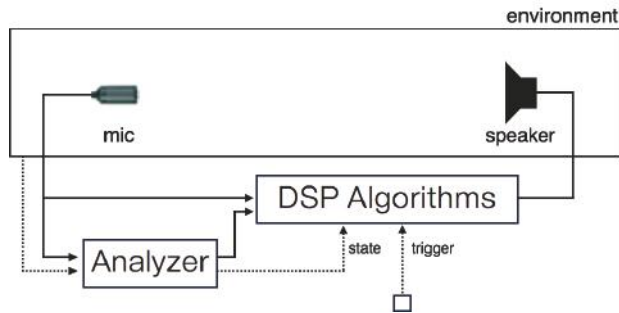 environment
mic
speaker
DSP Algorithms
state
trigger
Analyzer